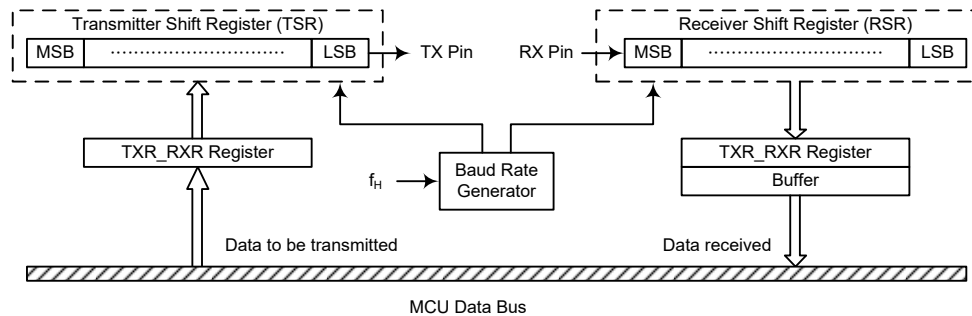 Transmitter Shift Register (TSR)
Receiver Shift Register (RSR)
MSB ………………………… LSB
TX Pin
RX Pin
MSB ………………………… LSB
TXR_RXR Register
Baud Rate
Generator
fH
TXR_RXR Register
Buffer
Data to be transmitted
Data received
MCU Data Bus